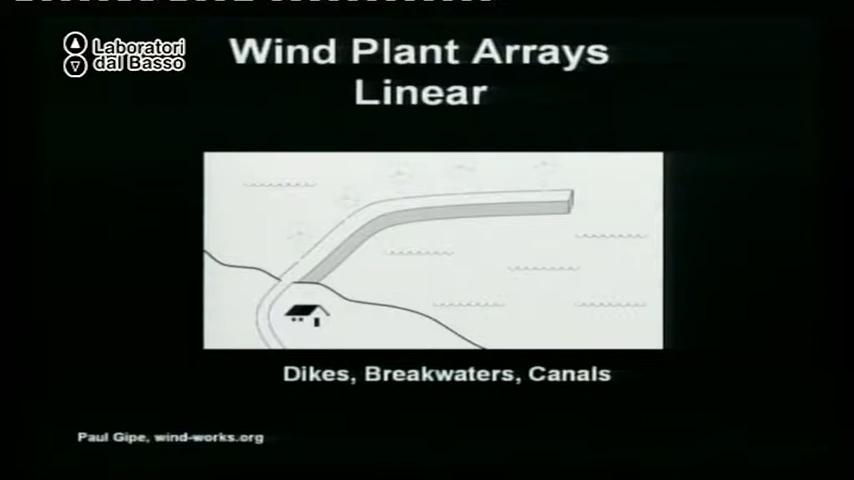 Laboratori
dal Basso
Wind Plant Arrays
Linear
Dikes, Breakwaters, Canals
Paul Gipe, wind-works.org